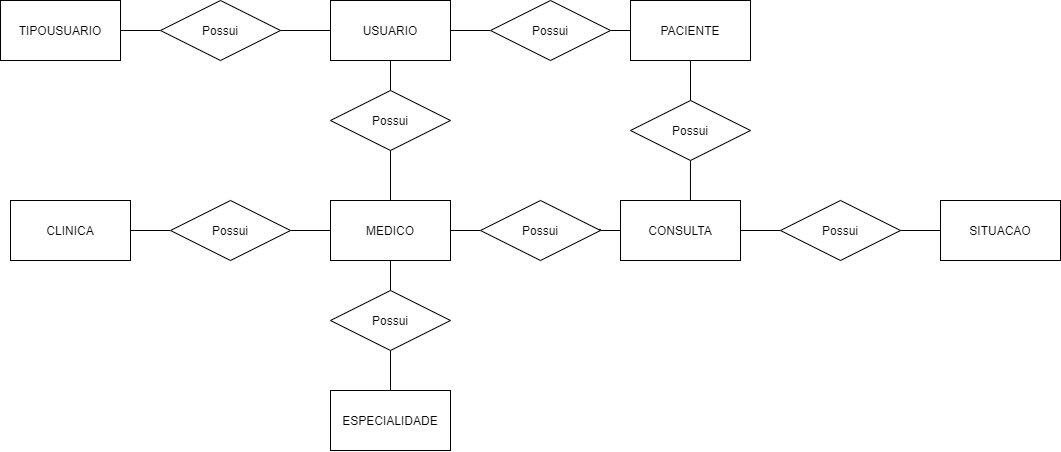 TIPOUSUARIO
Possui
USUARIO
Possui
PACIENTE
Possui
Possui
CLINICA
Possui
MEDICO
Possui
CONSULTA
Possui
SITUACAO
Possui
ESPECIALIDADE